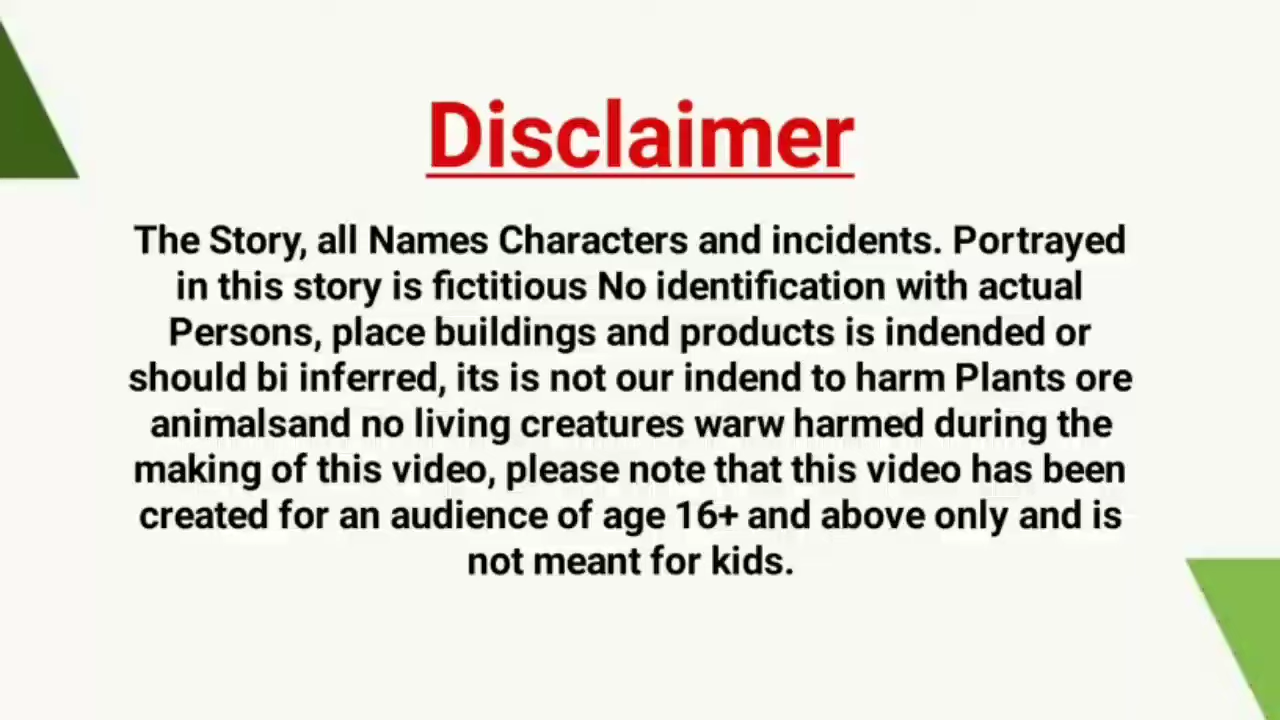 Disclaimer
The Story, all Names Characters and incidents. Portrayed
in this story is fictitious No identification with actual
Persons, place buildings and products is indended or
should bi inferred, its is not our indend to harm Plants ore
animalsand no living creatures warw harmed during the
making of this video, please note that this video has been
created for an audience of age 16+ and above only and is
not meant for kids.